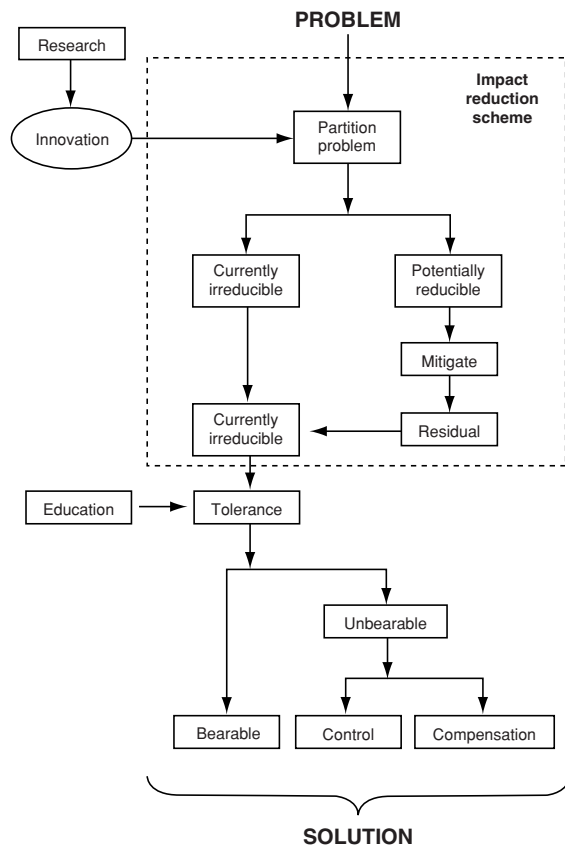 PROBLEM
Research
Impact
reduction
scheme
Innovation
Partition
problem
Currently
irreducible
Potentially
reducible
Mitigate
Currently
irreducible
Residual
Education
Tolerance
Unbearable
Bearable
Control
Compensation
SOLUTION